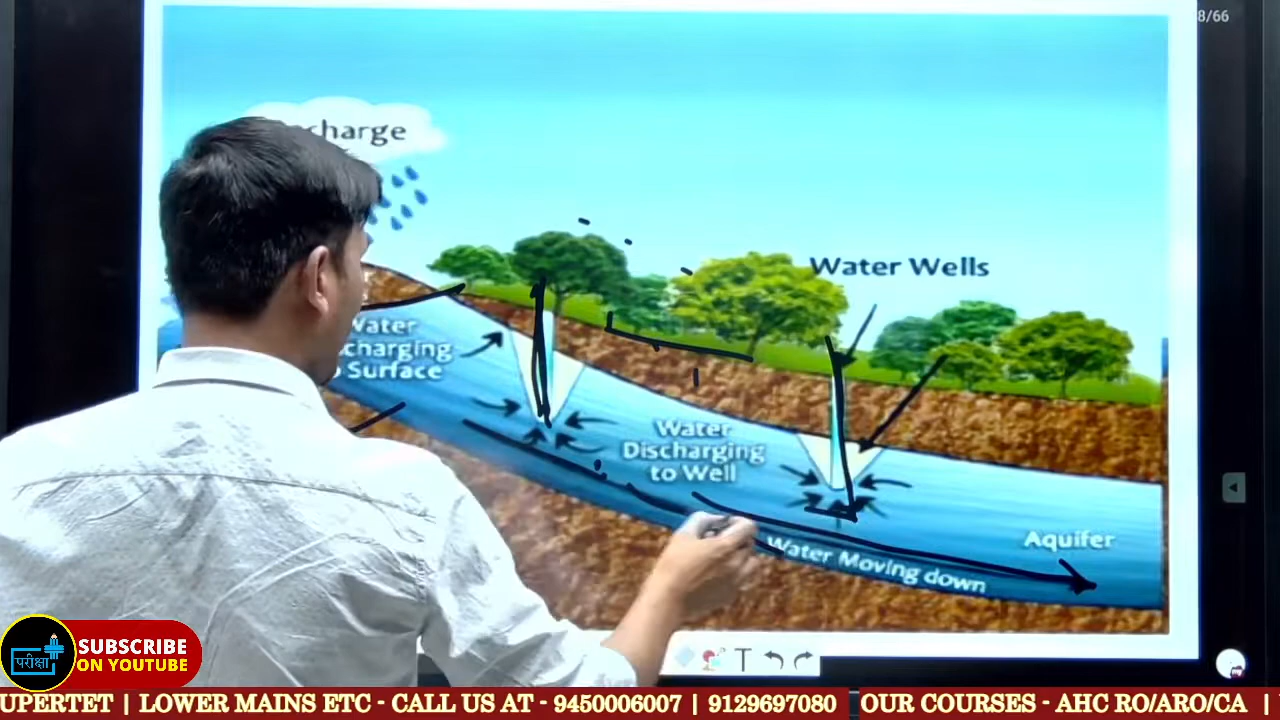 8/66
charge
Water Wells
Water
charging
Surface
Water
Discharging
to Well
Aquifer
Water Moving down
T
परीक्षा
SUBSCRIBE
ON YOUTUBE
UPERTET | LOWER MAINS ETC - CALL US AT - 9450006007 | 9129697080 OUR COURSES - AHC RO/ARO/CA |